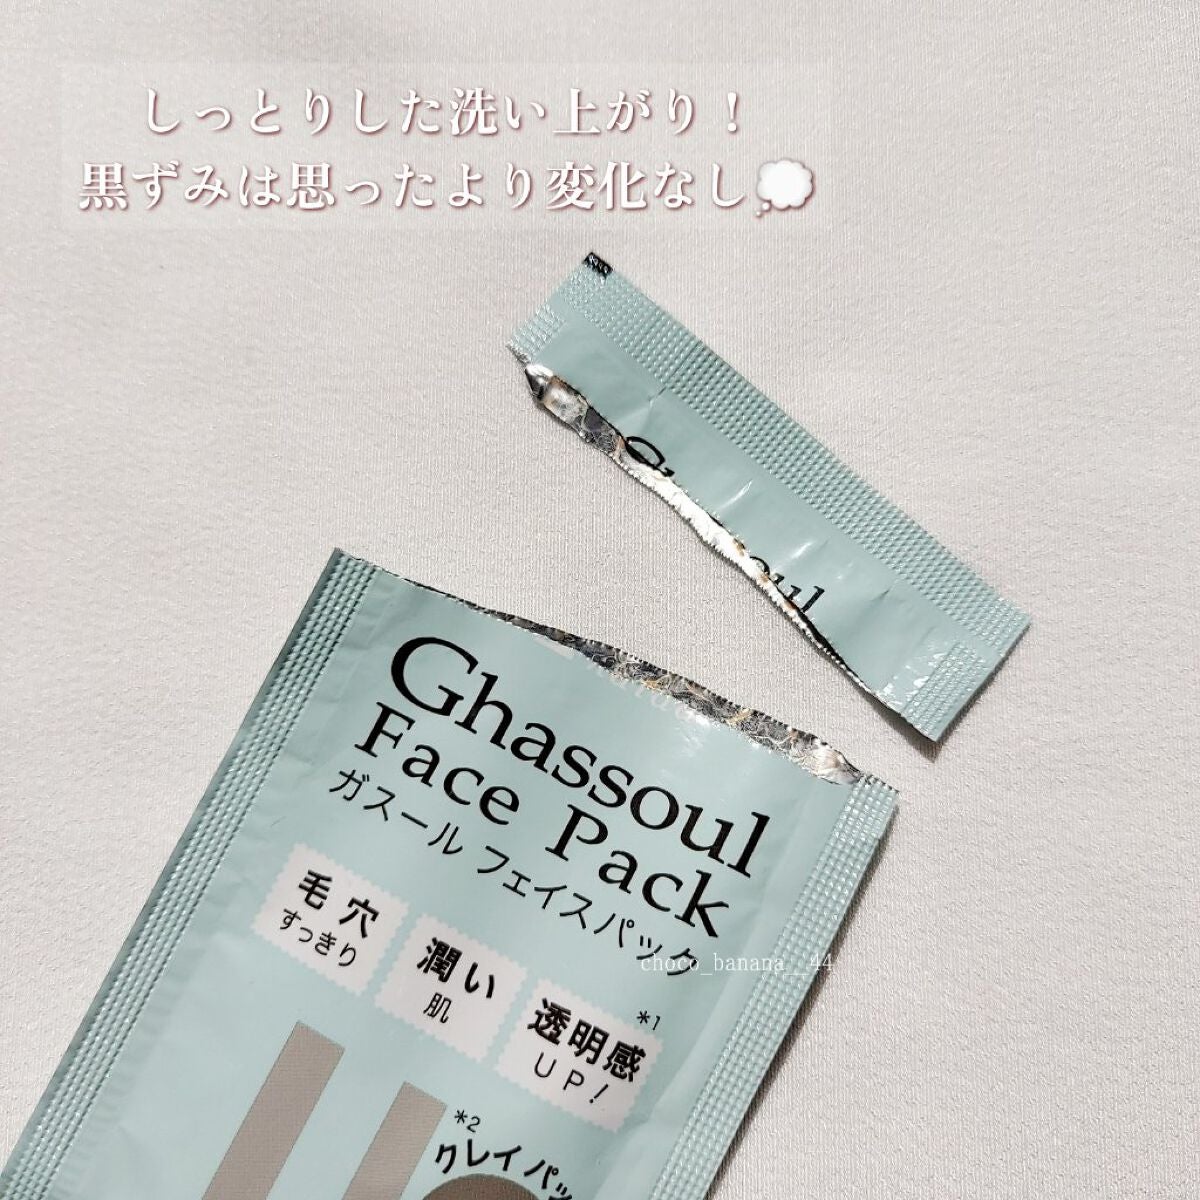 しっとりした洗い上がり!
黒ずみは思ったより変化なし
Ghassoul
Face Pack
ガスール フェイスパック
choco_banana__44
毛穴
すっきり
潤い
肌
*1
透明感
UP!
*2
クレイパッ